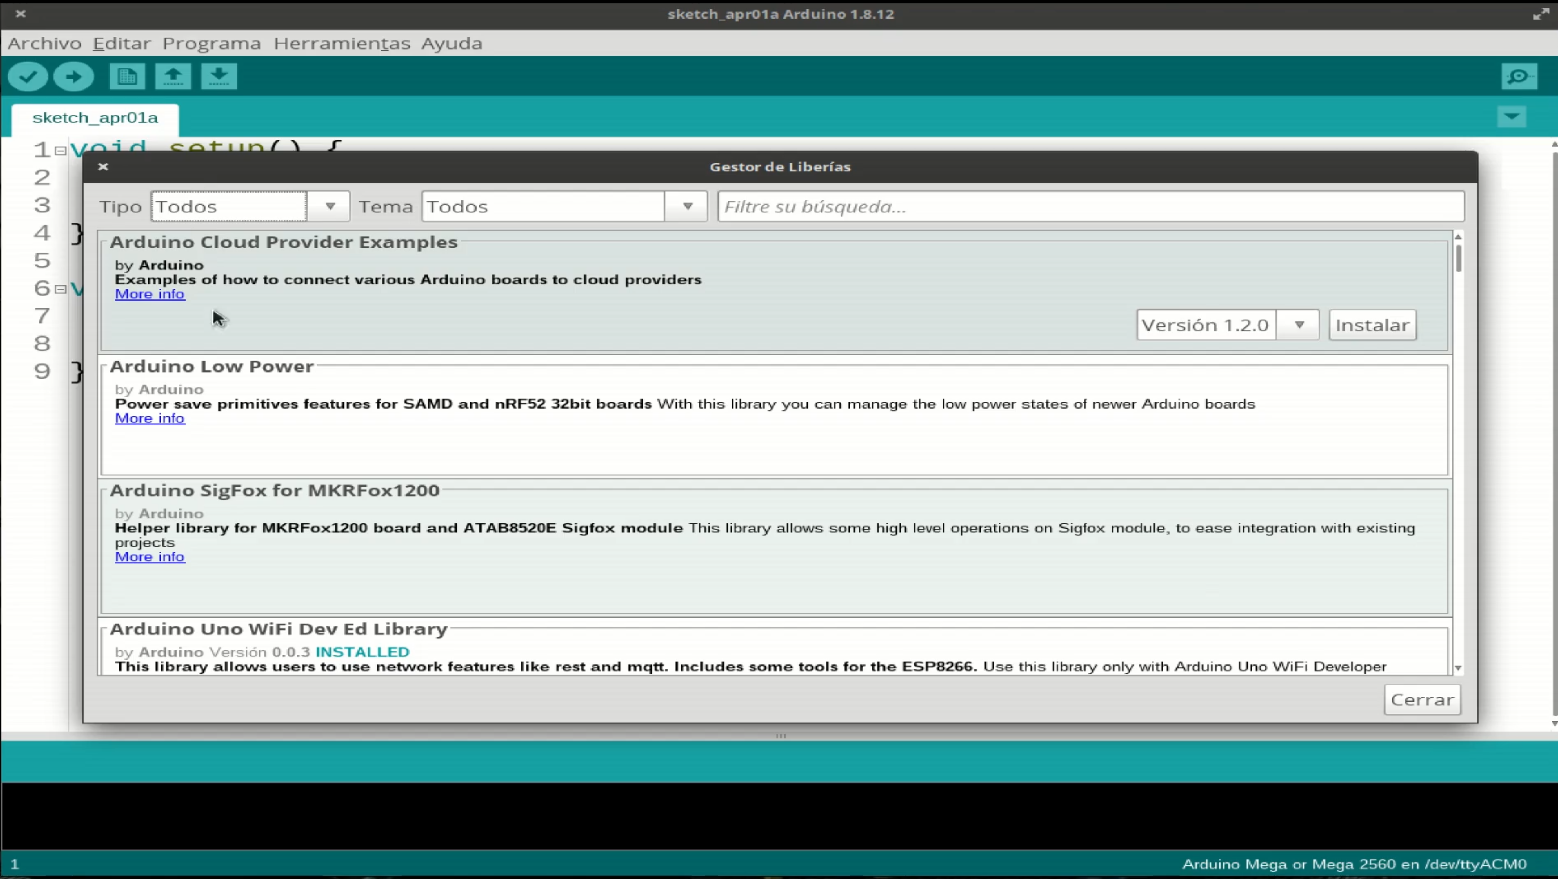 sketch_apr01a Arduino 1.8.12
Archivo Editar Programa Herramientas Ayuda
sketch_apr01a
1 void setup() {
2
3
4 }
5
6 v
7
8
9 }
Gestor de Liberías
Tipo Todos Tema Todos Filtre su búsqueda...
Arduino Cloud Provider Examples
by Arduino
Examples of how to connect various Arduino boards to cloud providers
More info
Versión 1.2.0 Instalar
Arduino Low Power
by Arduino
Power save primitives features for SAMD and nRF52 32bit boards With this library you can manage the low power states of newer Arduino boards
More info
Arduino SigFox for MKRFox1200
by Arduino
Helper library for MKRFox1200 board and ATAB8520E Sigfox module This library allows some high level operations on Sigfox module, to ease integration with existing
projects
More info
Arduino Uno WiFi Dev Ed Library
by Arduino Versión 0.0.3 INSTALLED
This library allows users to use network features like rest and mqtt. Includes some tools for the ESP8266. Use this library only with Arduino Uno WiFi Developer
Cerrar
1
Arduino Mega or Mega 2560 en /dev/ttyACM0